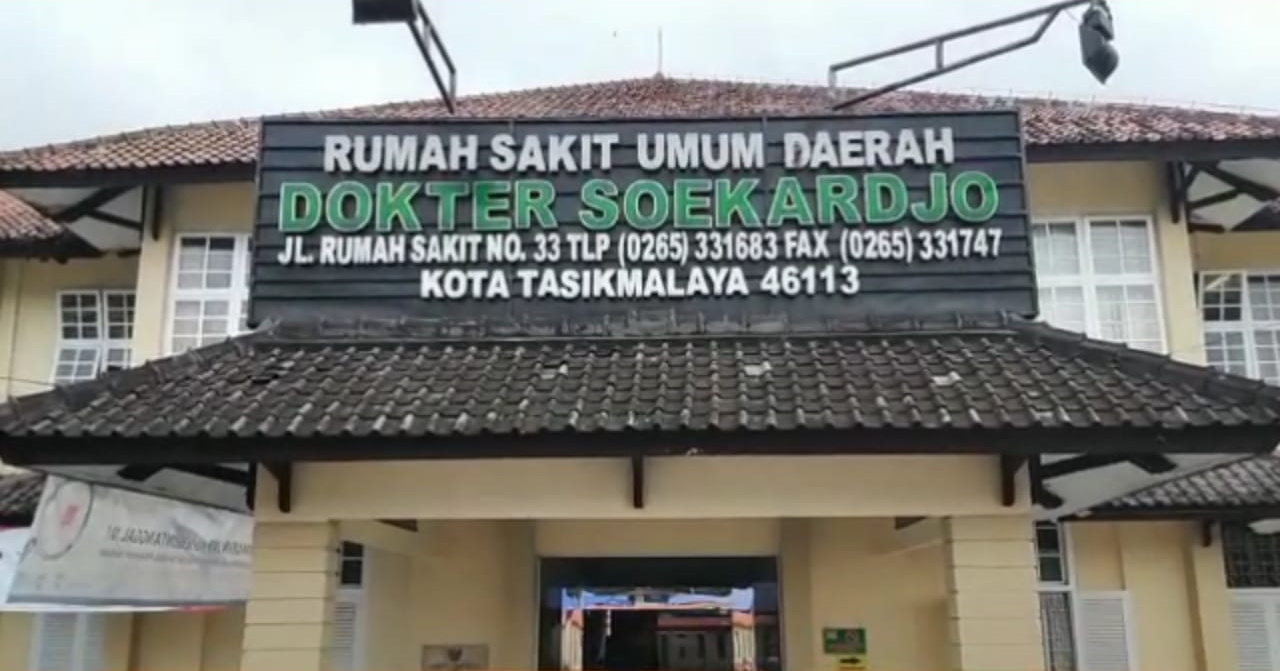 RUMAH SAKIT UMUM DAERAH
DOKTER SOEKARDJO
JL. RUMAH SAKIT NO. 33 TLP (0265) 331683 FAX (0265) 331747
KOTA TASIKMALAYA 46113